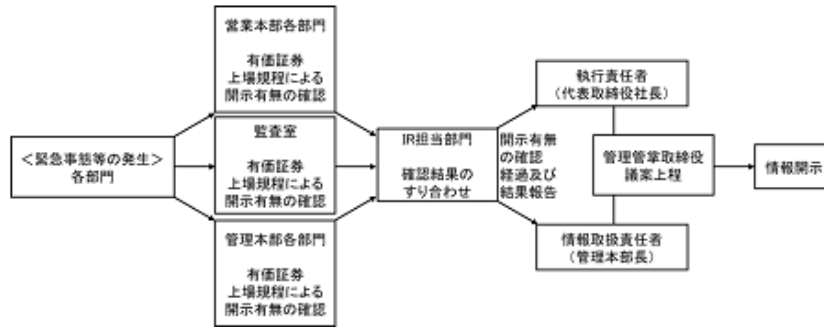 ＜緊急事態等の発生＞
各部門
営業本部各部門
有価証券
上場規程による
開示有無の確認
監査室
有価証券
上場規程による
開示有無の確認
管理本部各部門
有価証券
上場規程による
開示有無の確認
IR担当部門
確認結果の
すり合わせ
開示有無
の確認
経過及び
結果報告
執行責任者
（代表取締役社長）
管理管掌取締役
議案上程
情報取扱責任者
（管理本部長）
情報開示